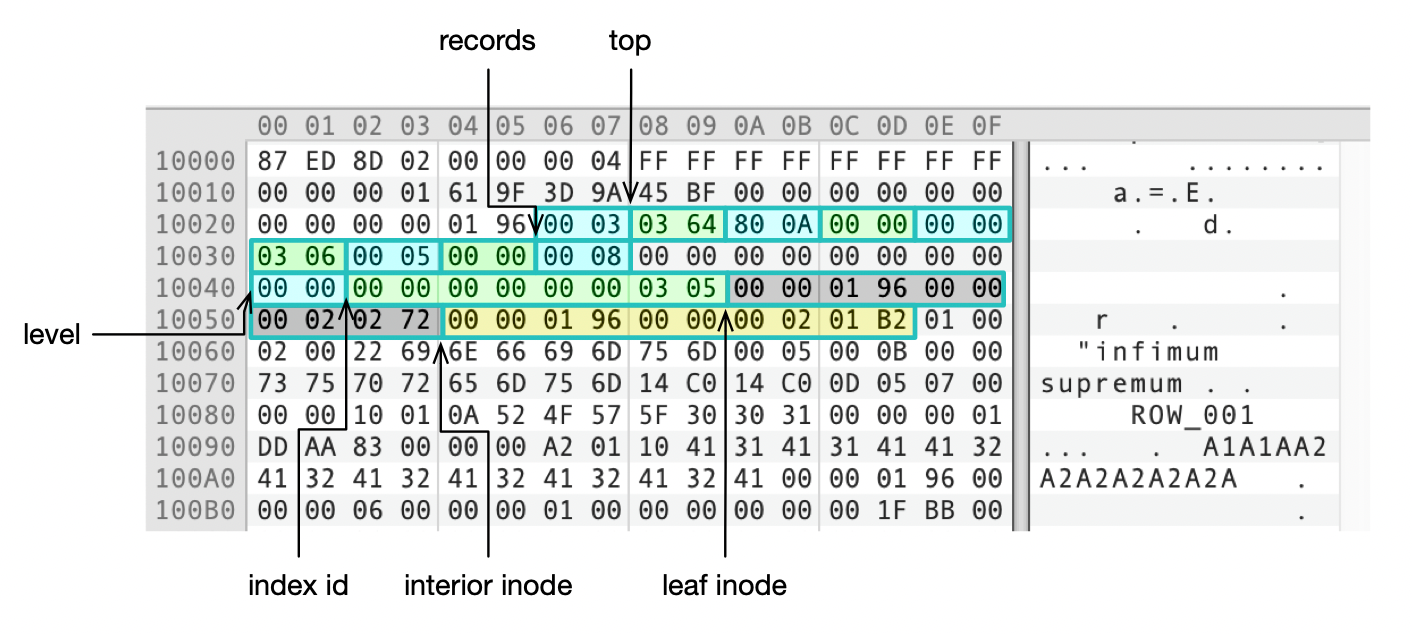 records top
00 01 02 03 04 05 06 07 08 09 0A 0B 0C 0D 0E 0F
10000 87 ED 8D 02 00 00 00 04 FF FF FF FF FF FF FF FF ... ........
10010 00 00 00 01 61 9F 3D 9A 45 BF 00 00 00 00 00 00 a.=.E.
10020 00 00 00 00 01 96 00 03 03 64 80 0A 00 00 00 00 . d.
10030 03 06 00 05 00 00 00 08 00 00 00 00 00 00 00 00
10040 00 00 00 00 00 00 00 00 03 05 00 00 01 96 00 00 .
level 10050 00 02 02 72 00 00 01 96 00 00 00 02 01 B2 01 00 r . .
10060 02 00 22 69 6E 66 69 6D 75 6D 00 05 00 0B 00 00 "infimum
10070 73 75 70 72 65 6D 75 6D 14 C0 14 C0 0D 05 07 00 supremum . .
10080 00 00 10 01 0A 52 4F 57 5F 30 30 31 00 00 00 01 ROW_001
10090 DD AA 83 00 00 00 A2 01 10 41 31 41 31 41 41 32 ... . A1A1AA2
100A0 41 32 41 32 41 32 41 32 41 32 41 00 00 01 96 00 A2A2A2A2A2A .
100B0 00 00 06 00 00 00 01 00 00 00 00 00 00 1F BB 00 .
index id interior inode leaf inode